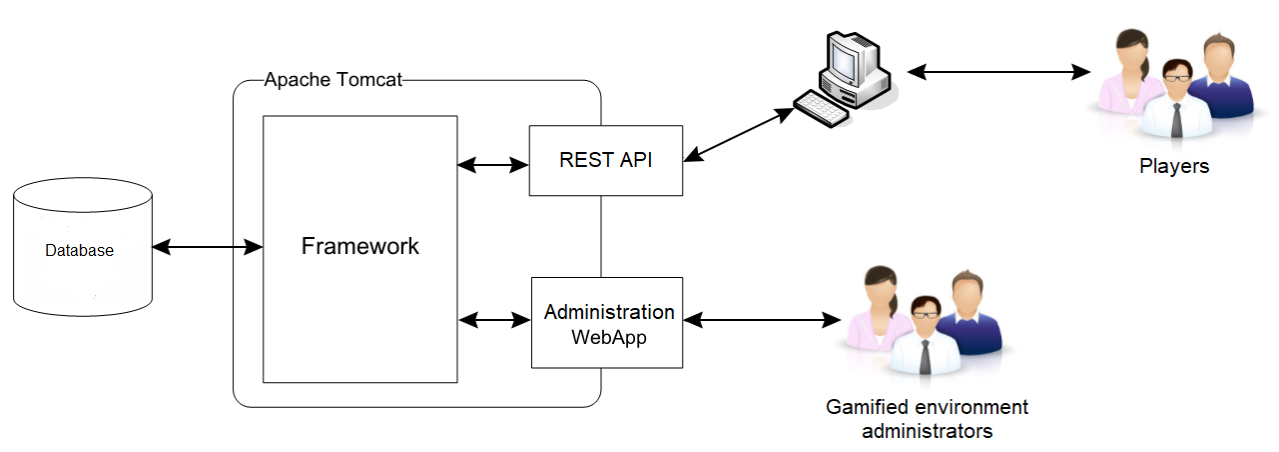 Apache Tomcat
REST API
Players
Database
Framework
Administration
WebApp
Gamified environment
administrators